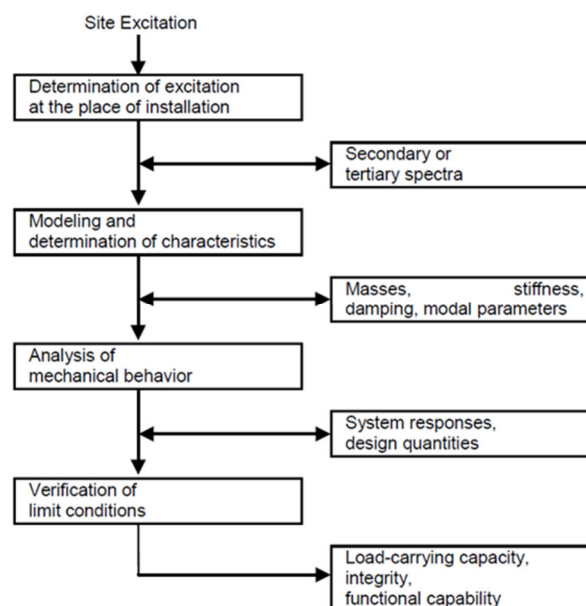 Site Excitation
Determination of excitation
at the place of installation
Secondary or
tertiary spectra
Modeling and
determination of characteristics
Masses, stiffness,
damping, modal parameters
Analysis of
mechanical behavior
System responses,
design quantities
Verification of
limit conditions
Load-carrying capacity,
integrity,
functional capability